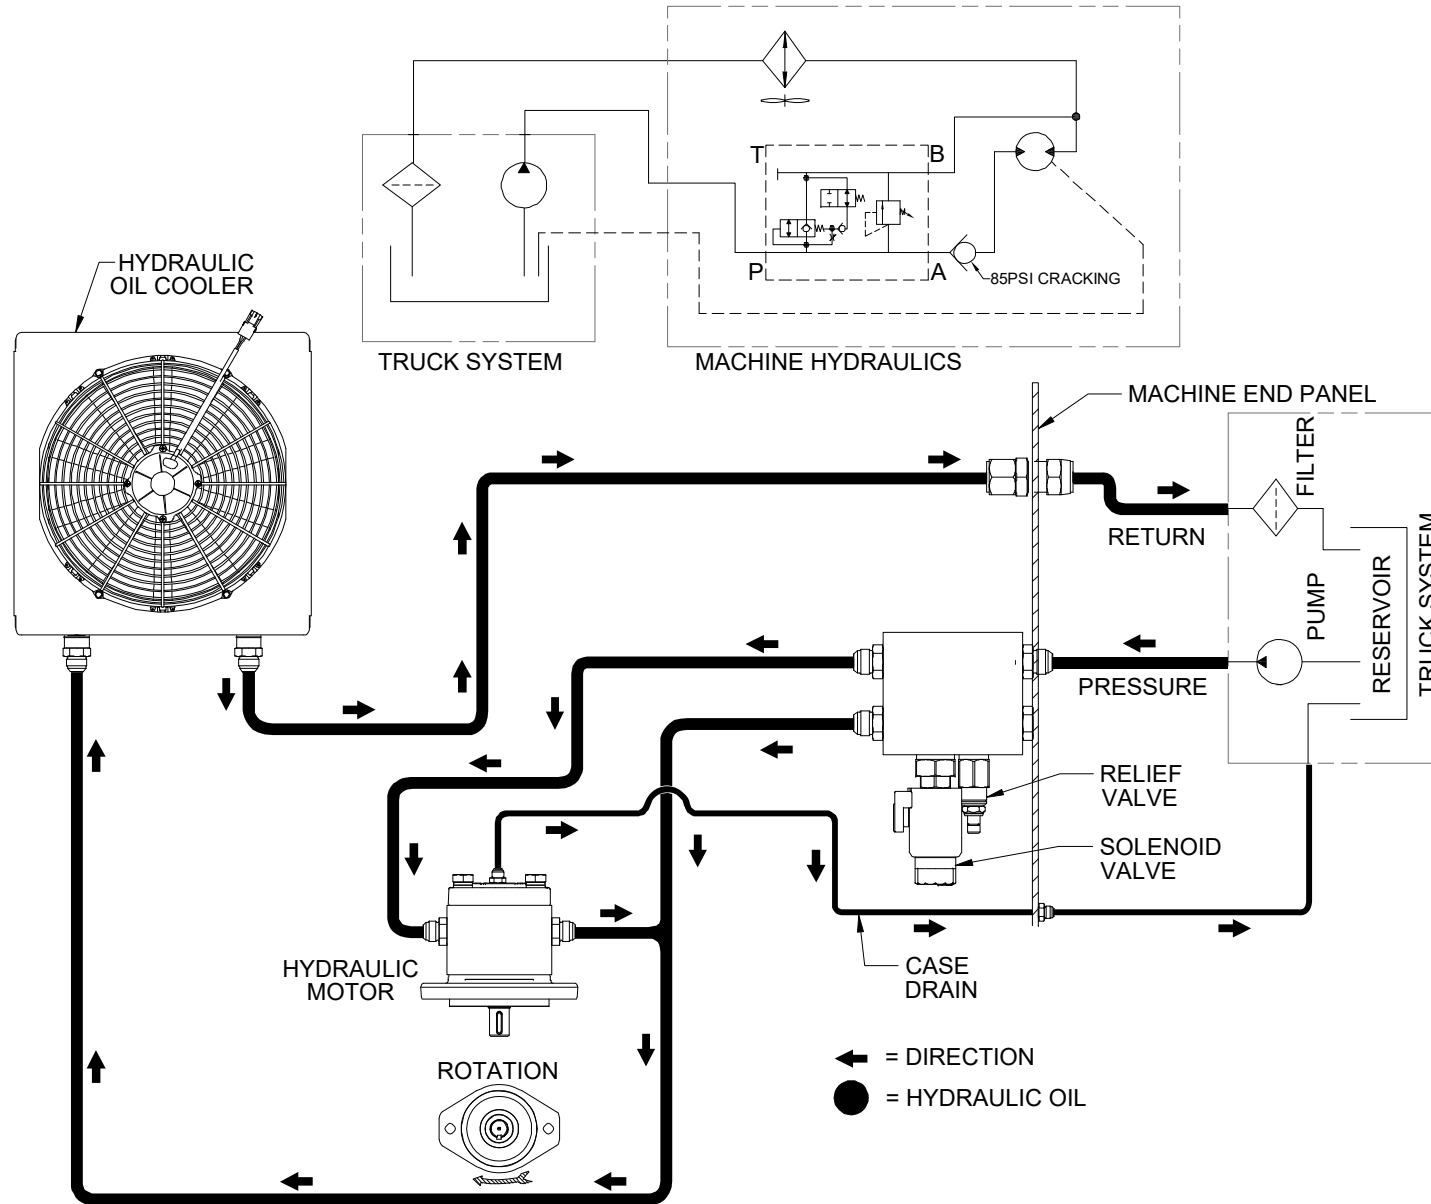 T
B
P
A
85PSI CRACKING
TRUCK SYSTEM
MACHINE HYDRAULICS
HYDRAULIC
OIL COOLER
MACHINE END PANEL
FILTER
RETURN
PUMP
RESERVOIR
TRUCK SYSTEM
PRESSURE
RELIEF
VALVE
SOLENOID
VALVE
HYDRAULIC
MOTOR
CASE
DRAIN
ROTATION
= DIRECTION
= HYDRAULIC OIL